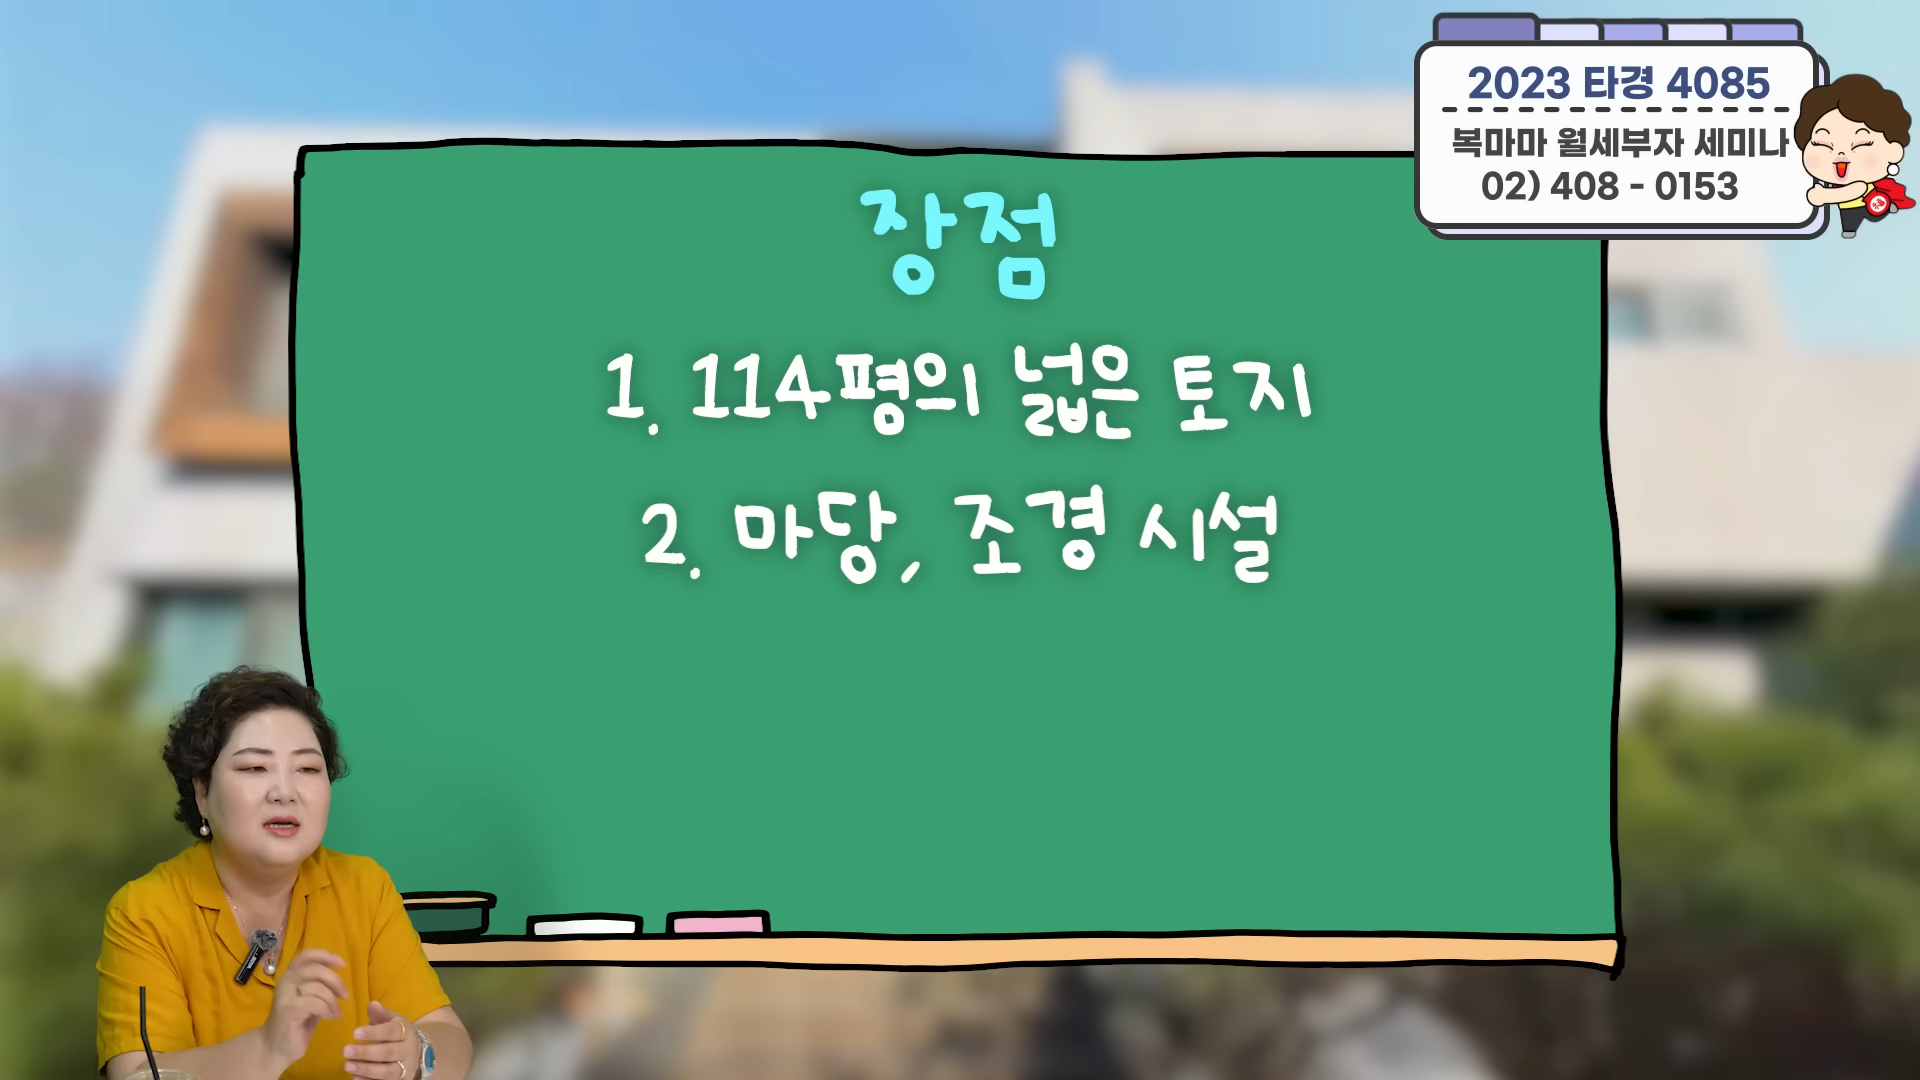 2023 타경 4085
복마마 월세부자 세미나
02) 408 - 0153
장점
1. 114평의 넓은 토지
2. 마당, 조경 시설